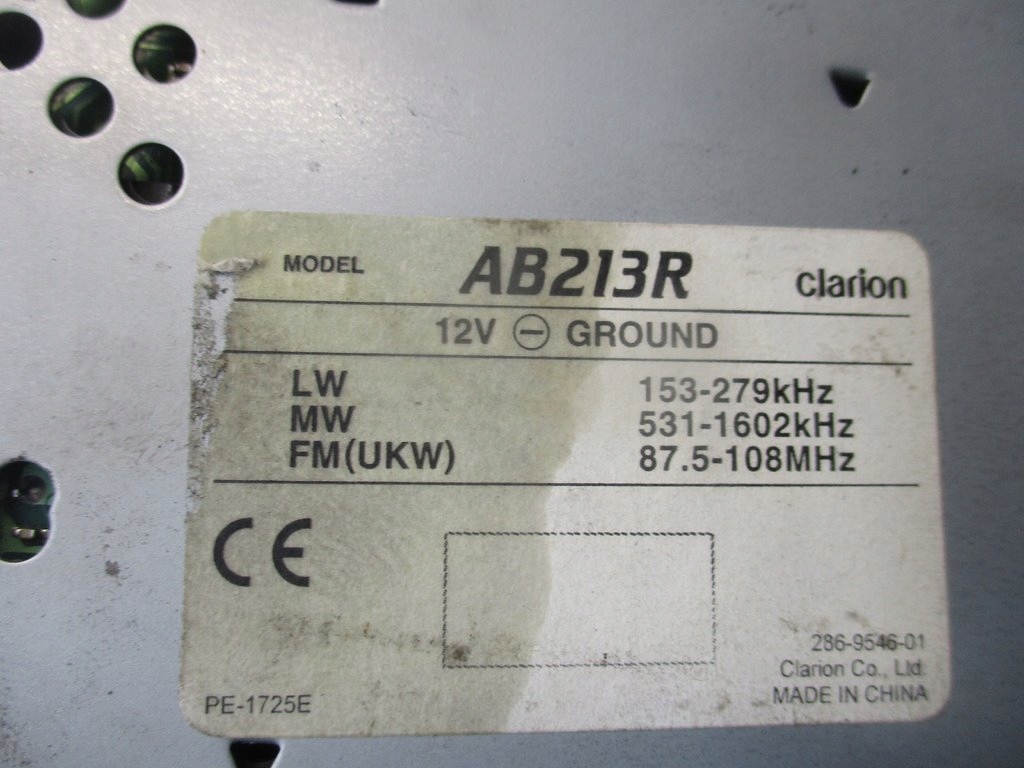 MODEL AB213R clarion
12V ⊖ GROUND
LW 153-279kHz
MW 531-1602kHz
FM(UKW) 87.5-108MHz
CE
286-9546-01
Clarion Co., Ltd.
PE-1725E MADE IN CHINA